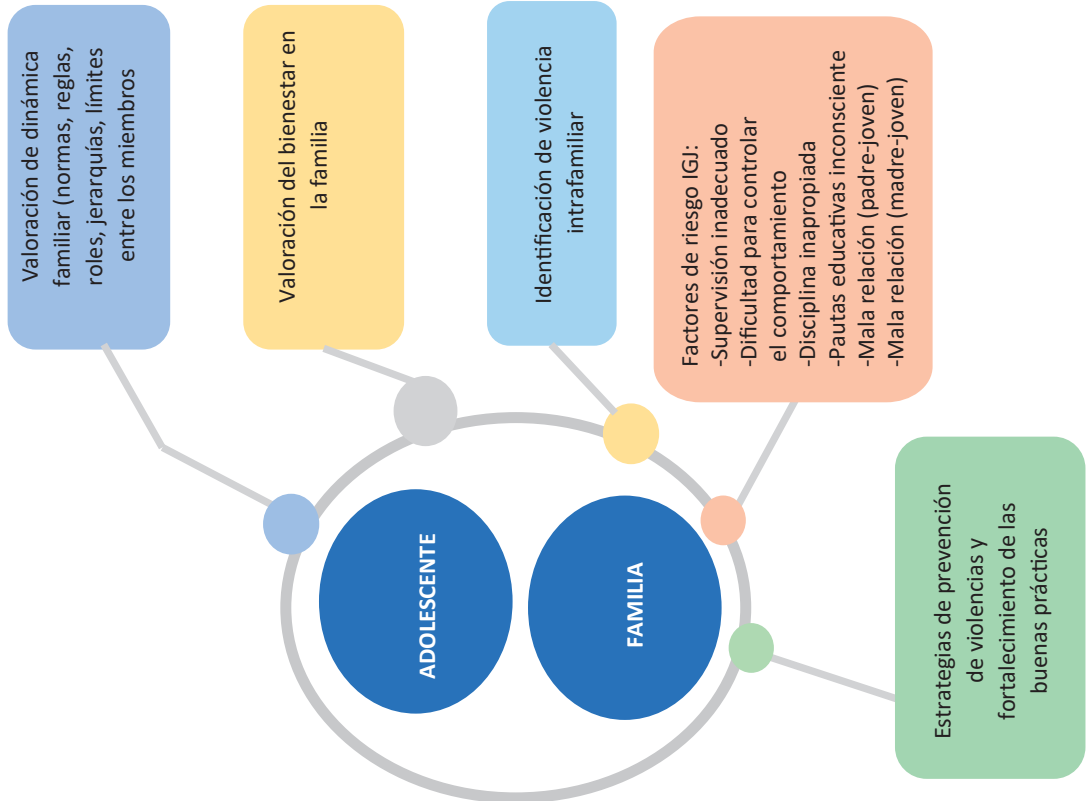 Valoración de dinámica
familiar (normas, reglas,
roles, jerarquías, límites
entre los miembros
Valoración del bienestar en
la familia
Identificación de violencia
intrafamiliar
Factores de riesgo IGJ:
-Supervisión inadecuado
-Dificultad para controlar
el comportamiento
-Disciplina inapropiada
-Pautas educativas inconsciente
-Mala relación (padre-joven)
-Mala relación (madre-joven)
Estrategias de prevención
de violencias y
fortalecimiento de las
buenas prácticas
ADOLESCENTE
FAMILIA